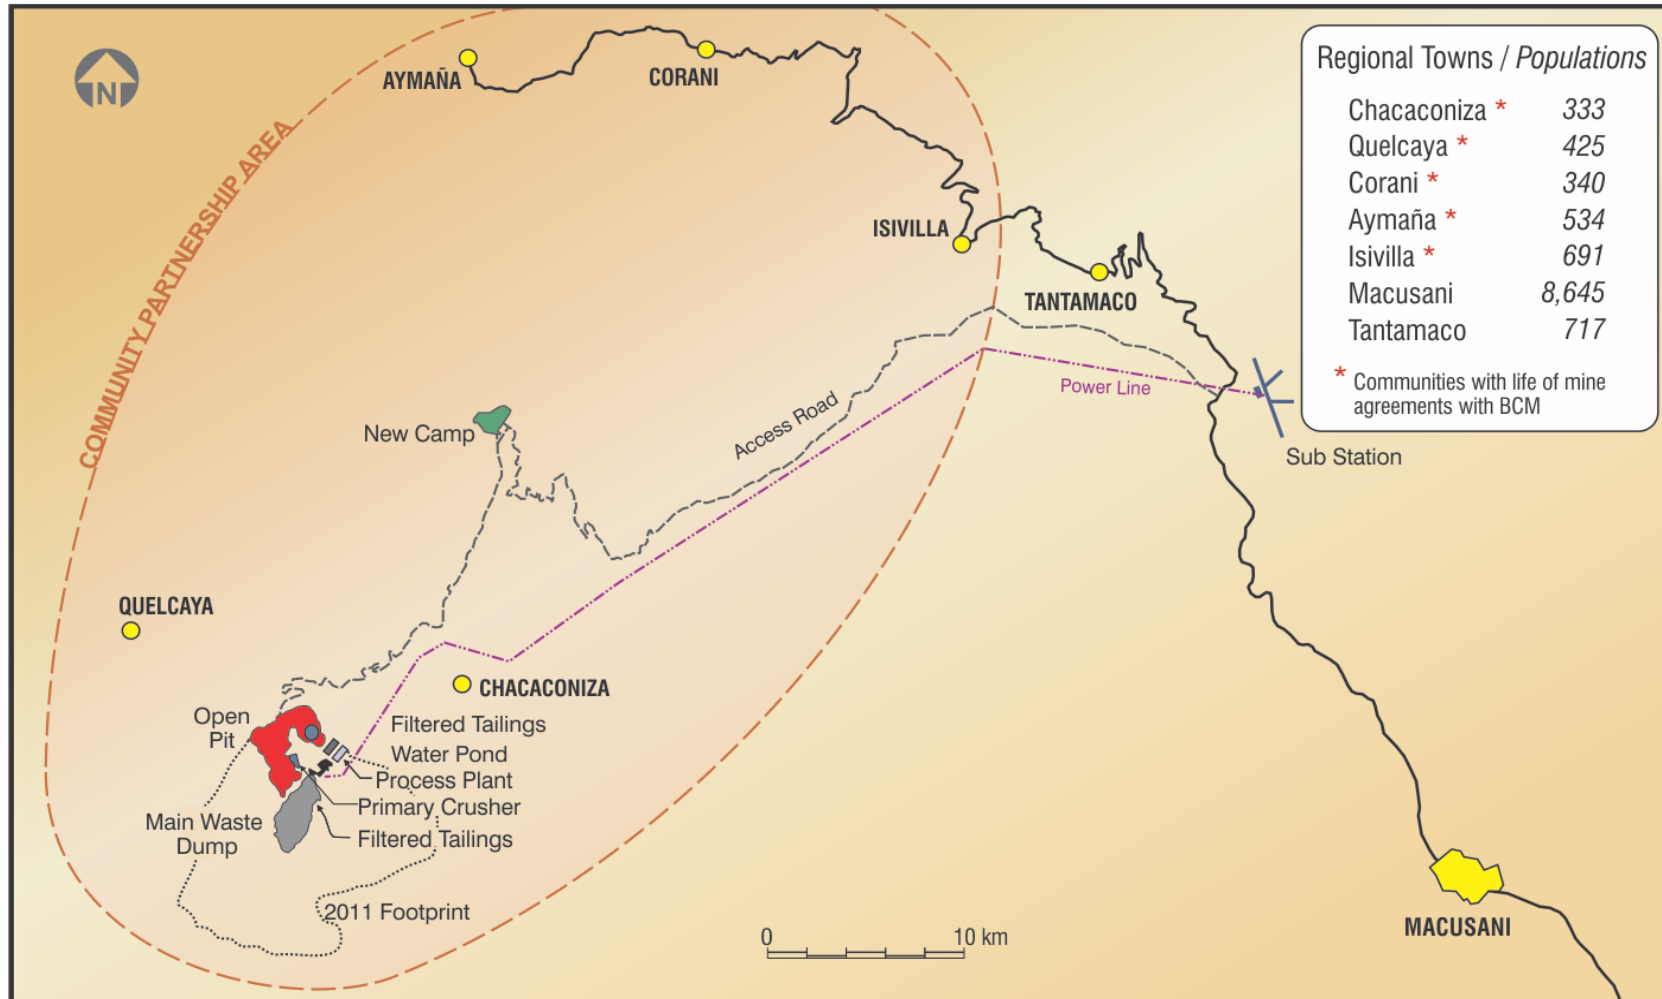 N
AYMAÑA
CORANI
ISIVILLA
TANTAMACO
COMMUNITY PARTNERSHIP AREA
Regional Towns / Populations
Chacaconiza * 333
Quelcaya * 425
Corani * 340
Aymaña * 534
Isivilla * 691
Macusani 8,645
Tantamaco 717
* Communities with life of mine
agreements with BCM
Power Line
Sub Station
Access Road
New Camp
QUELCAYA
CHACACONIZA
Open
Pit
Filtered Tailings
Water Pond
Process Plant
Primary Crusher
Filtered Tailings
Main Waste
Dump
2011 Footprint
0 10 km
MACUSANI